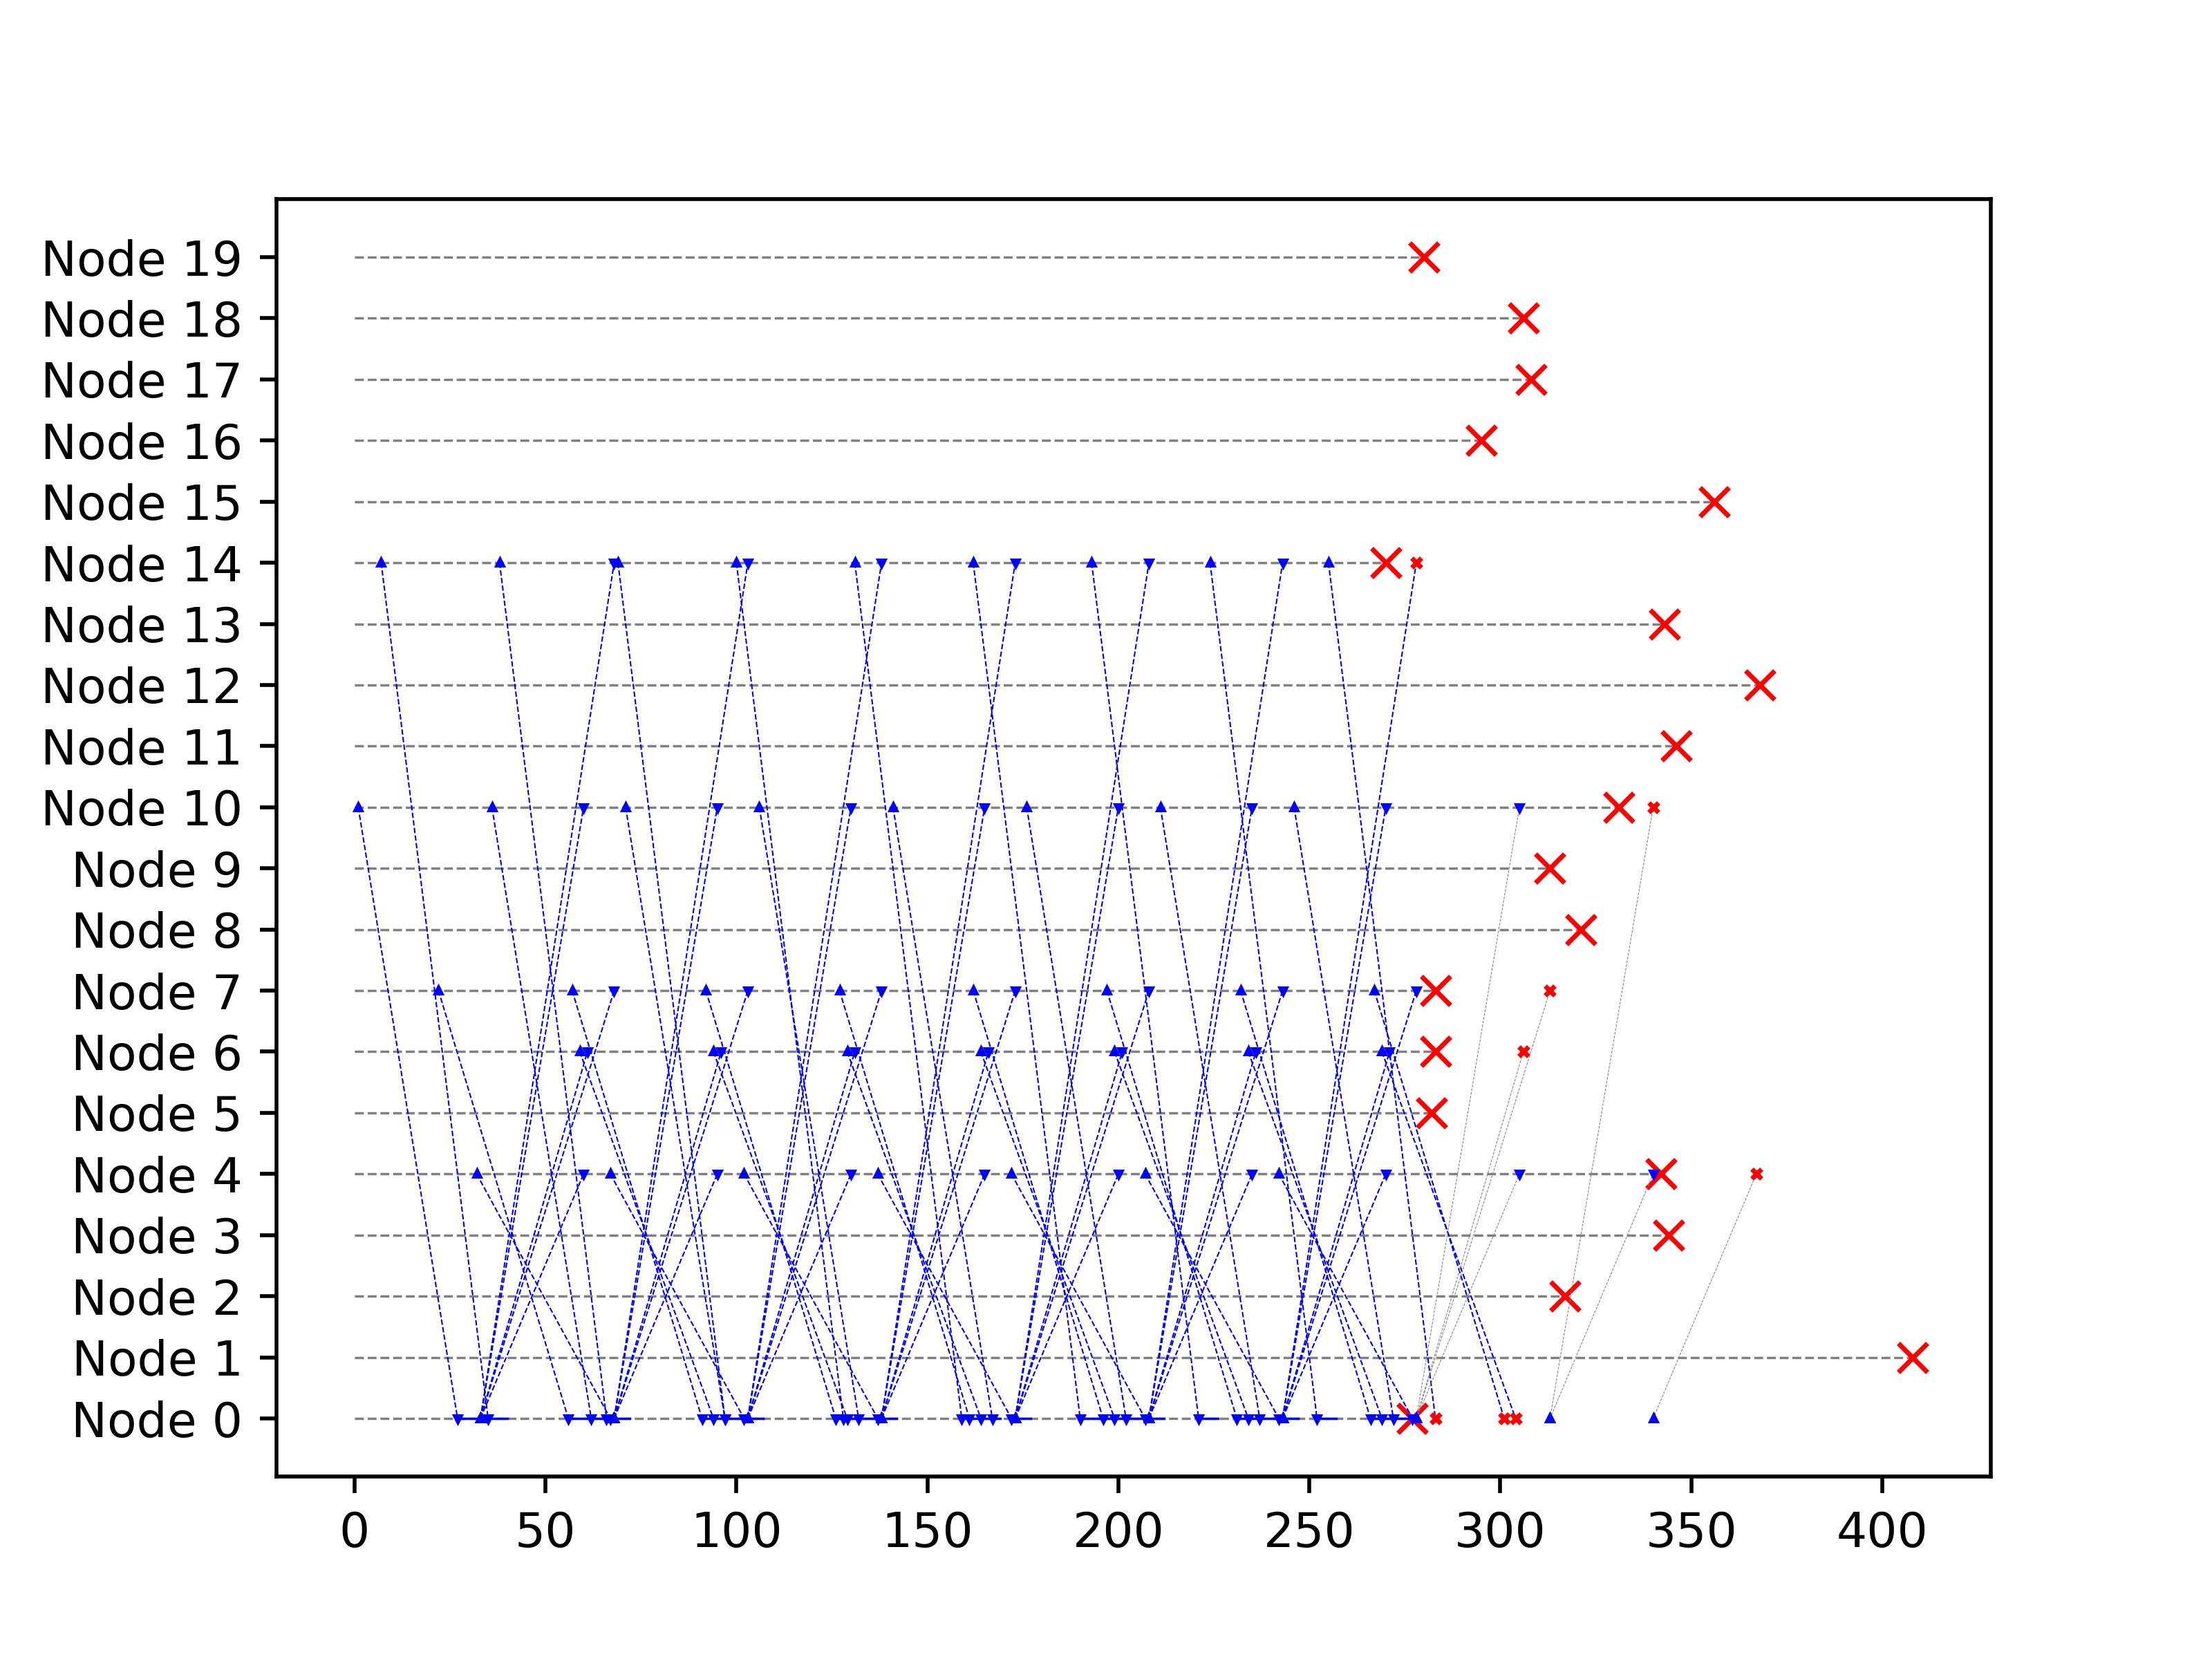 Node 19
Node 18
Node 17
Node 16
Node 15
Node 14
Node 13
Node 12
Node 11
Node 10
Node 9
Node 8
Node 7
Node 6
Node 5
Node 4
Node 3
Node 2
Node 1
Node 0
0 50 100 150 200 250 300 350 400